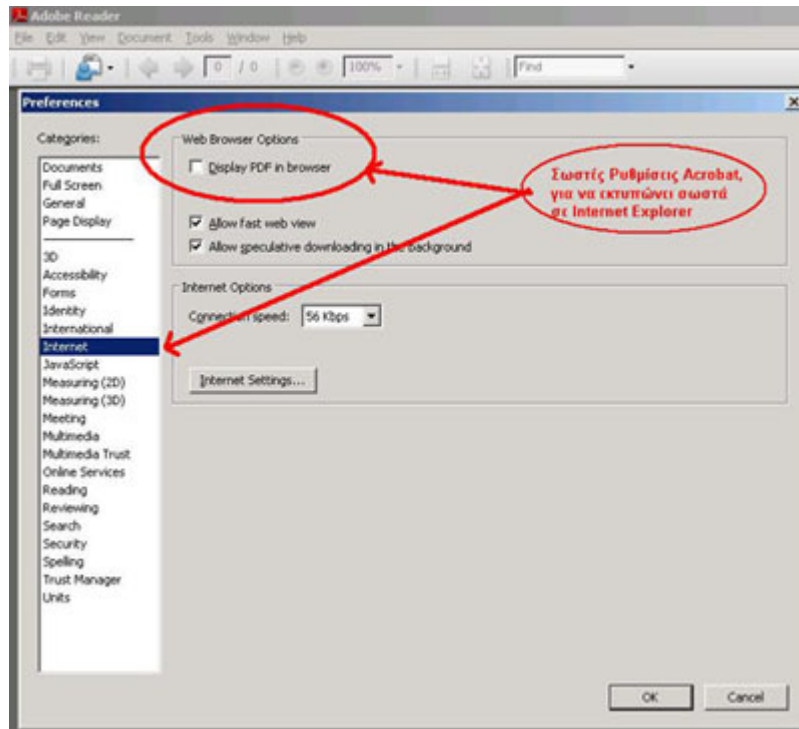 Adobe Reader
File Edit View Document Tools Window Help
0 / 0 100% Find
Preferences
Categories:
Documents
Full Screen
General
Page Display
3D
Accessibility
Forms
Identity
International
Internet
JavaScript
Measuring (2D)
Measuring (3D)
Meeting
Multimedia
Multimedia Trust
Online Services
Reading
Reviewing
Search
Security
Spelling
Trust Manager
Units
Web Browser Options
Display PDF in browser
Allow fast web view
Allow speculative downloading in the background
Internet Options
Connection speed: 56 Kbps
Internet Settings...
Σωστές Ρυθμίσεις Acrobat,
για να εκτυπώνει σωστά
σε Internet Explorer
OK Cancel